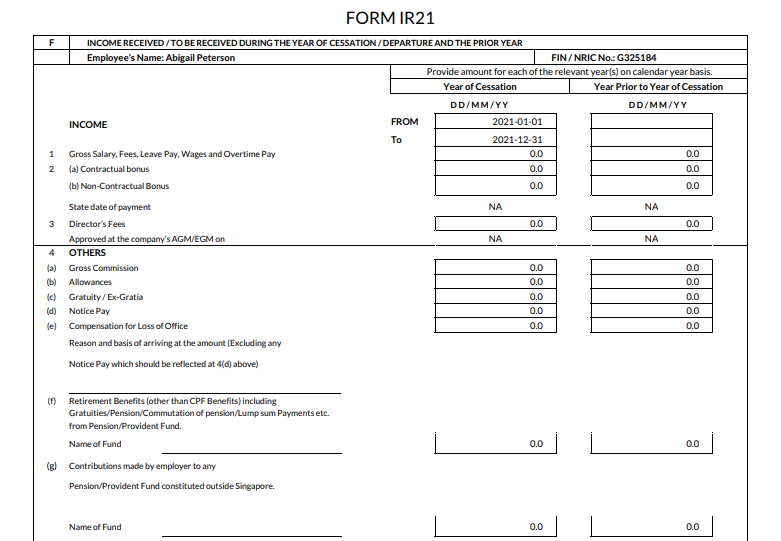 FORM IR21
F INCOME RECEIVED / TO BE RECEIVED DURING THE YEAR OF CESSATION / DEPARTURE AND THE PRIOR YEAR
Employee's Name: Abigail Peterson FIN / NRIC No.: G325184
Provide amount for each of the relevant year(s) on calendar year basis.
Year of Cessation Year Prior to Year of Cessation
DD/MM/YY DD/MM/YY
INCOME FROM 2021-01-01
To 2021-12-31
1 Gross Salary, Fees, Leave Pay, Wages and Overtime Pay 0.0 0.0
2 (a) Contractual bonus 0.0 0.0
(b) Non-Contractual Bonus 0.0 0.0
State date of payment NA NA
3 Director's Fees 0.0 0.0
Approved at the company's AGM/EGM on NA NA
4 OTHERS
(a) Gross Commission 0.0 0.0
(b) Allowances 0.0 0.0
(c) Gratuity / Ex-Gratia 0.0 0.0
(d) Notice Pay 0.0 0.0
(e) Compensation for Loss of Office 0.0 0.0
Reason and basis of arriving at the amount (Excluding any
Notice Pay which should be reflected at 4(d) above)
(f) Retirement Benefits (other than CPF Benefits) including
Gratuities/Pension/Commutation of pension/Lump sum Payments etc.
from Pension/Provident Fund.
Name of Fund 0.0 0.0
(g) Contributions made by employer to any
Pension/Provident Fund constituted outside Singapore.
Name of Fund 0.0 0.0